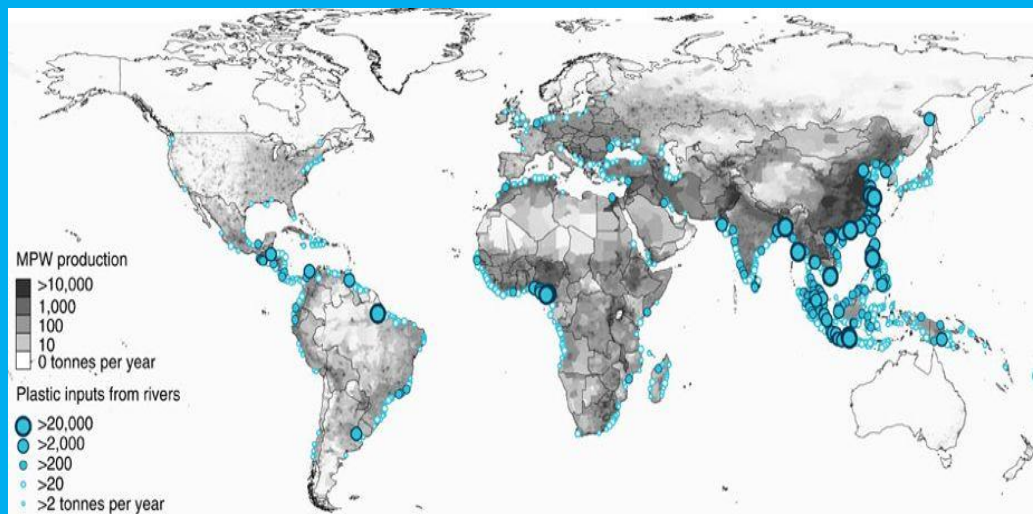 MPW production
>10,000
1,000
100
10
0 tonnes per year
Plastic inputs from rivers
>20,000
>2,000
>200
>20
>2 tonnes per year